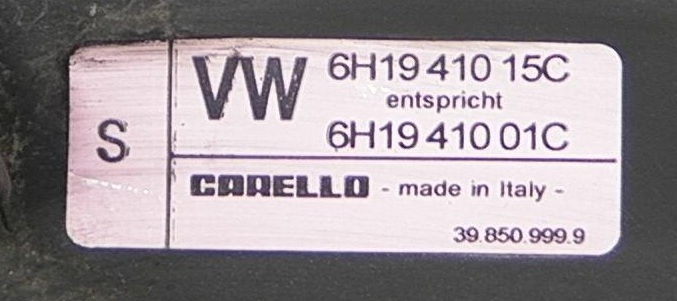 S
VW
6H19 410 15C
entspricht
6H19 410 01C
CARELLO - made in Italy -
39.850.999.9